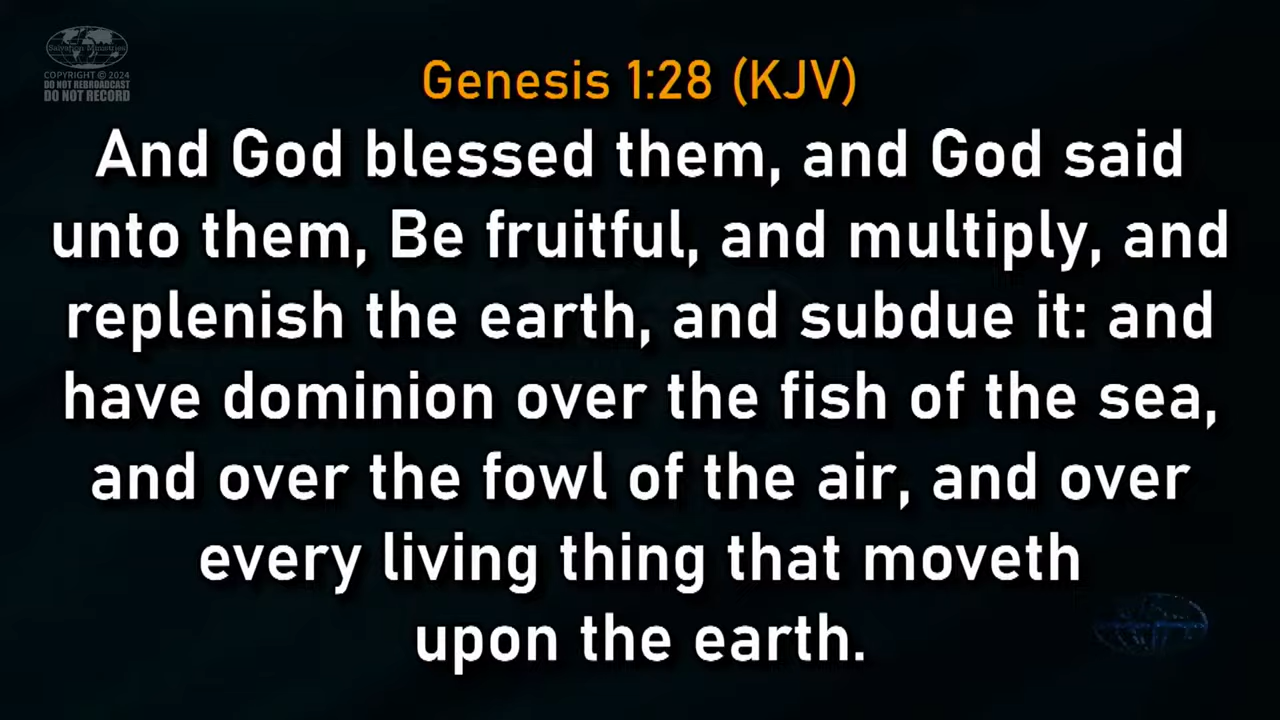 Salvation Ministries
COPYRIGHT © 2024
DO NOT REBROADCAST
DO NOT RECORD
Genesis 1:28 (KJV)
And God blessed them, and God said
unto them, Be fruitful, and multiply, and
replenish the earth, and subdue it: and
have dominion over the fish of the sea,
and over the fowl of the air, and over
every living thing that moveth
upon the earth.